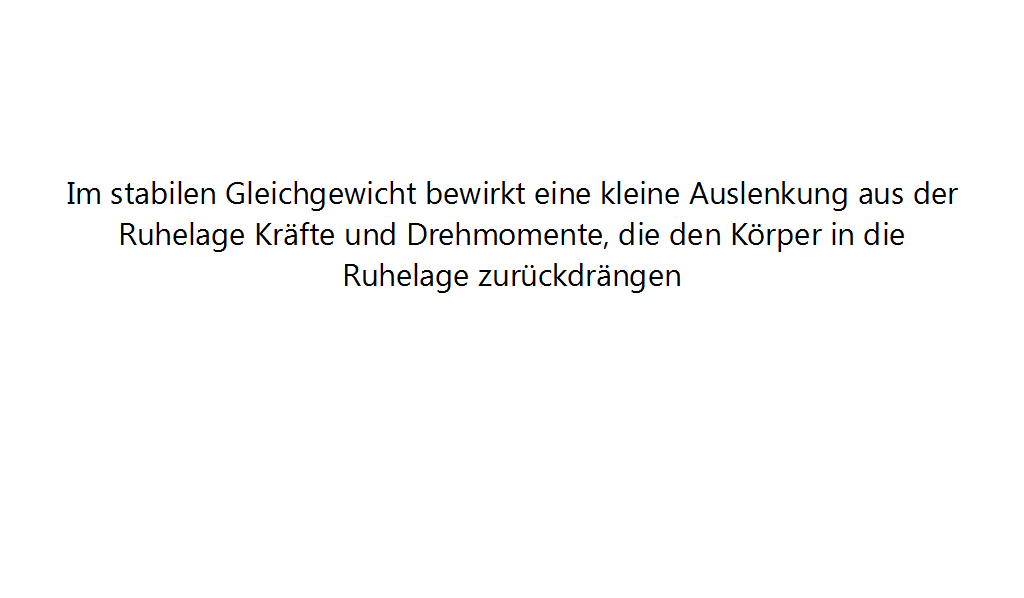 Im stabilen Gleichgewicht bewirkt eine kleine Auslenkung aus der
Ruhelage Kräfte und Drehmomente, die den Körper in die
Ruhelage zurückdrängen